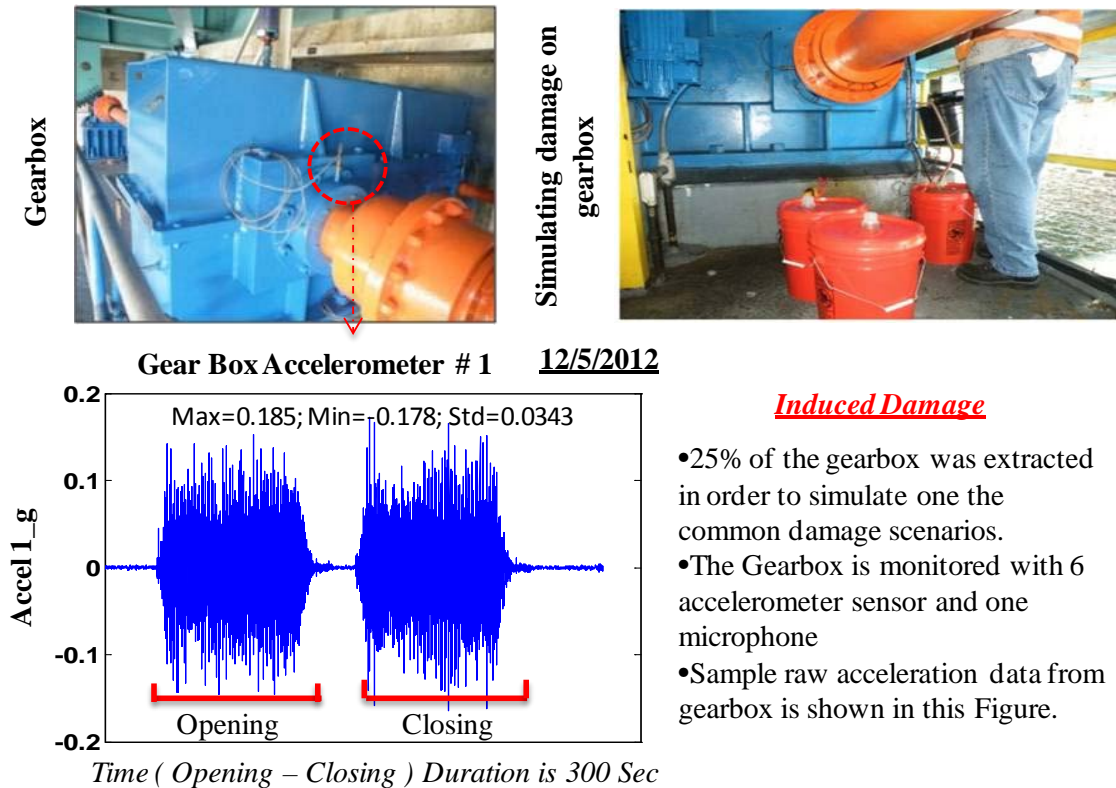 Gearbox
Simulating damage on
gearbox
Gear Box Accelerometer # 1
12/5/2012
0.2
0.1
0
-0.1
-0.2
Accel 1_g
Max=0.185; Min=-0.178; Std=0.0343
Opening
Closing
Time ( Opening – Closing ) Duration is 300 Sec
Induced Damage
•25% of the gearbox was extracted
in order to simulate one the
common damage scenarios.
•The Gearbox is monitored with 6
accelerometer sensor and one
microphone
•Sample raw acceleration data from
gearbox is shown in this Figure.